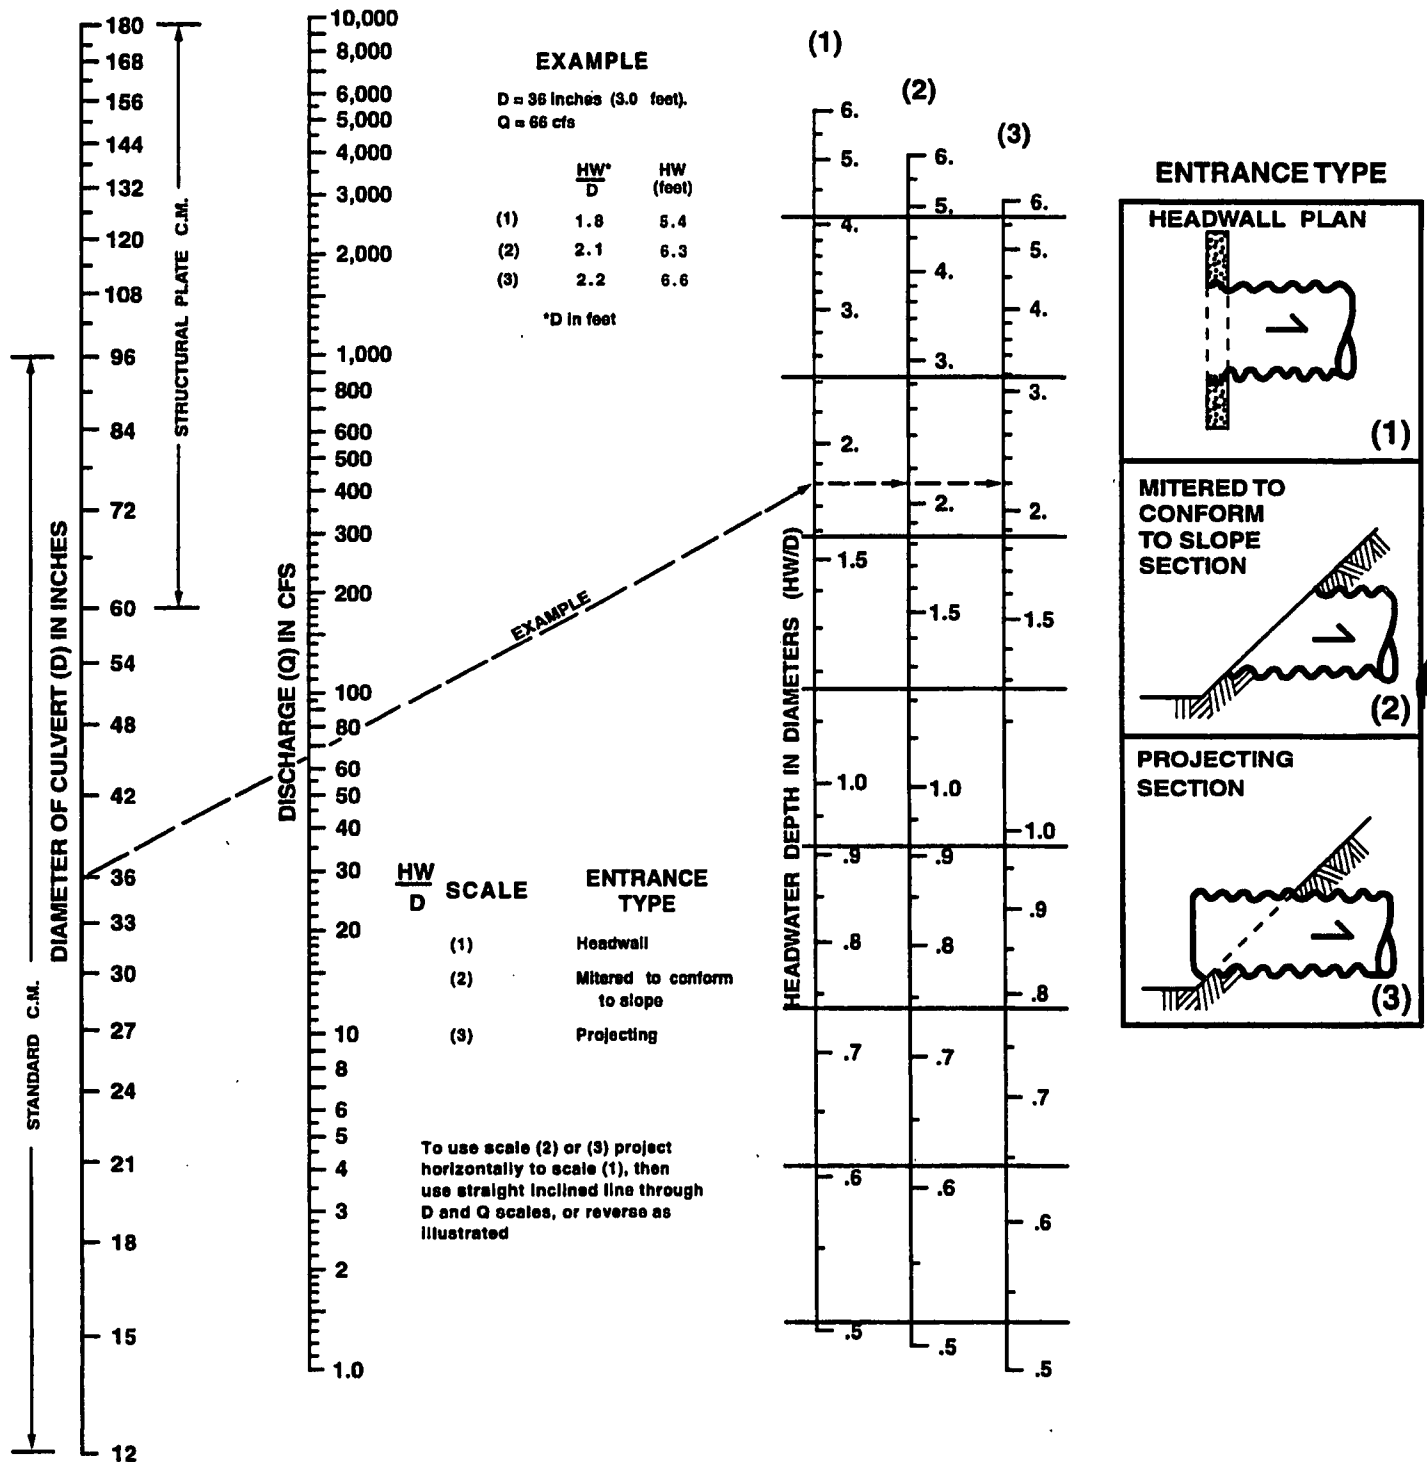 180
168
156
144
132
120
108
96
84
72
60
54
48
42
36
33
30
27
24
21
18
15
12
STRUCTURAL PLATE C.M.
STANDARD C.M.
DIAMETER OF CULVERT (D) IN INCHES
10,000
8,000
6,000
5,000
4,000
3,000
2,000
1,000
800
600
500
400
300
200
100
80
60
50
40
30
20
10
8
6
5
4
3
2
1.0
DISCHARGE (Q) IN CFS
EXAMPLE
D = 36 inches (3.0 feet).
Q = 66 cfs
HW* HW
D (feet)
(1) 1.8 5.4
(2) 2.1 6.3
(3) 2.2 6.6
*D in feet
EXAMPLE
HW
D SCALE ENTRANCE
TYPE
(1) Headwall
(2) Mitered to conform
to slope
(3) Projecting
To use scale (2) or (3) project
horizontally to scale (1), then
use straight inclined line through
D and Q scales, or reverse as
illustrated
HEADWATER DEPTH IN DIAMETERS (HW/D)
(1)
6.
5.
4.
3.
2.
1.5
1.0
.9
.8
.7
.6
.5
(2)
6.
5.
4.
3.
2.
1.5
1.0
.9
.8
.7
.6
.5
(3)
6.
5.
4.
3.
2.
1.5
1.0
.9
.8
.7
.6
.5
ENTRANCE TYPE
HEADWALL PLAN
(1)
MITERED TO
CONFORM
TO SLOPE
SECTION
(2)
PROJECTING
SECTION
(3)